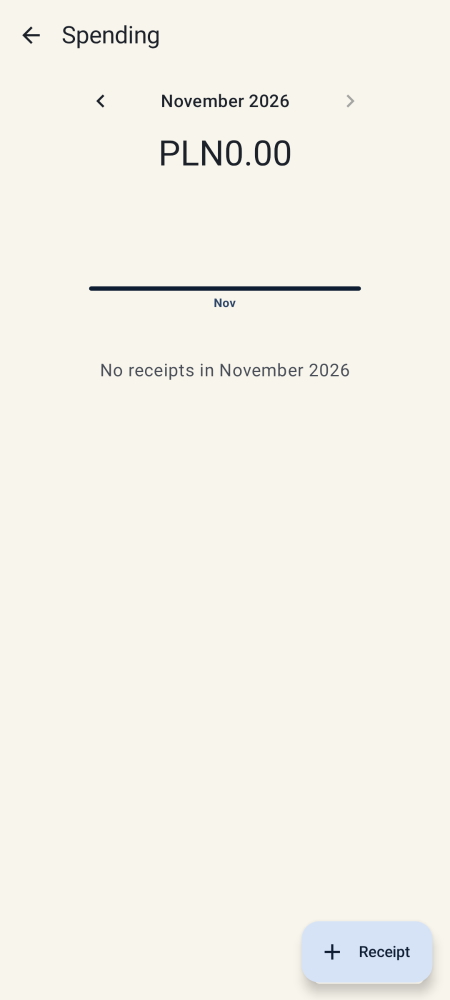 Spending
November 2026
PLN0.00
Nov
No receipts in November 2026
Receipt